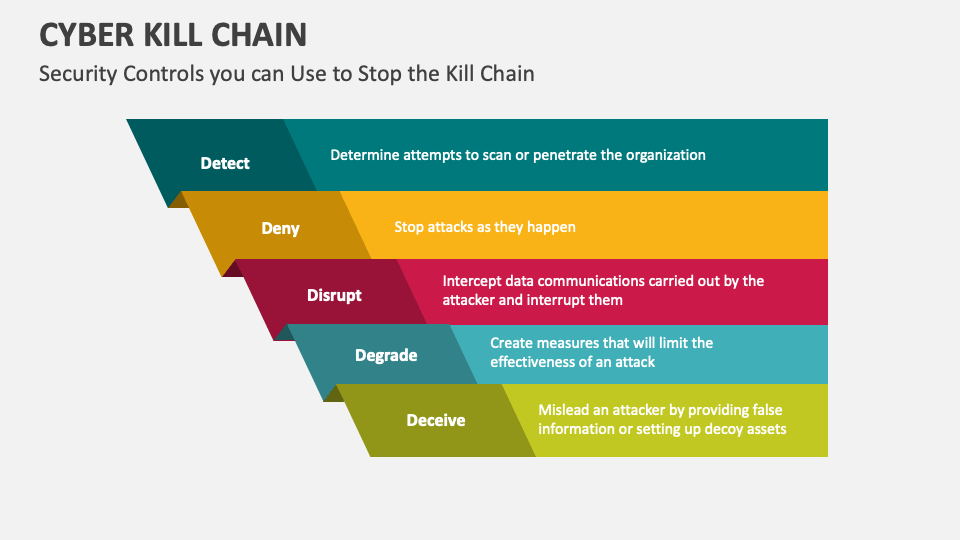 CYBER KILL CHAIN
Security Controls you can Use to Stop the Kill Chain
Detect
Determine attempts to scan or penetrate the organization
Deny
Stop attacks as they happen
Disrupt
Intercept data communications carried out by the
attacker and interrupt them
Degrade
Create measures that will limit the
effectiveness of an attack
Deceive
Mislead an attacker by providing false
information or setting up decoy assets